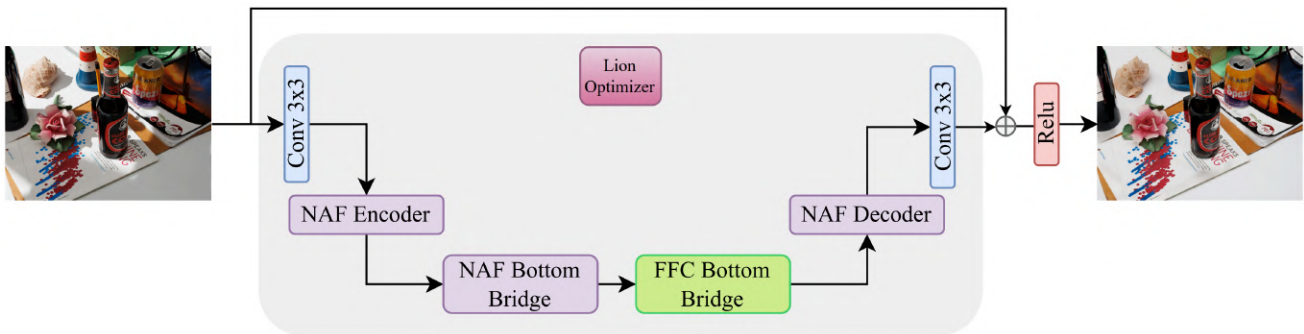 Lion
Optimizer
Conv 3x3
Conv 3x3
Relu
NAF Encoder
NAF Decoder
NAF Bottom
Bridge
FFC Bottom
Bridge